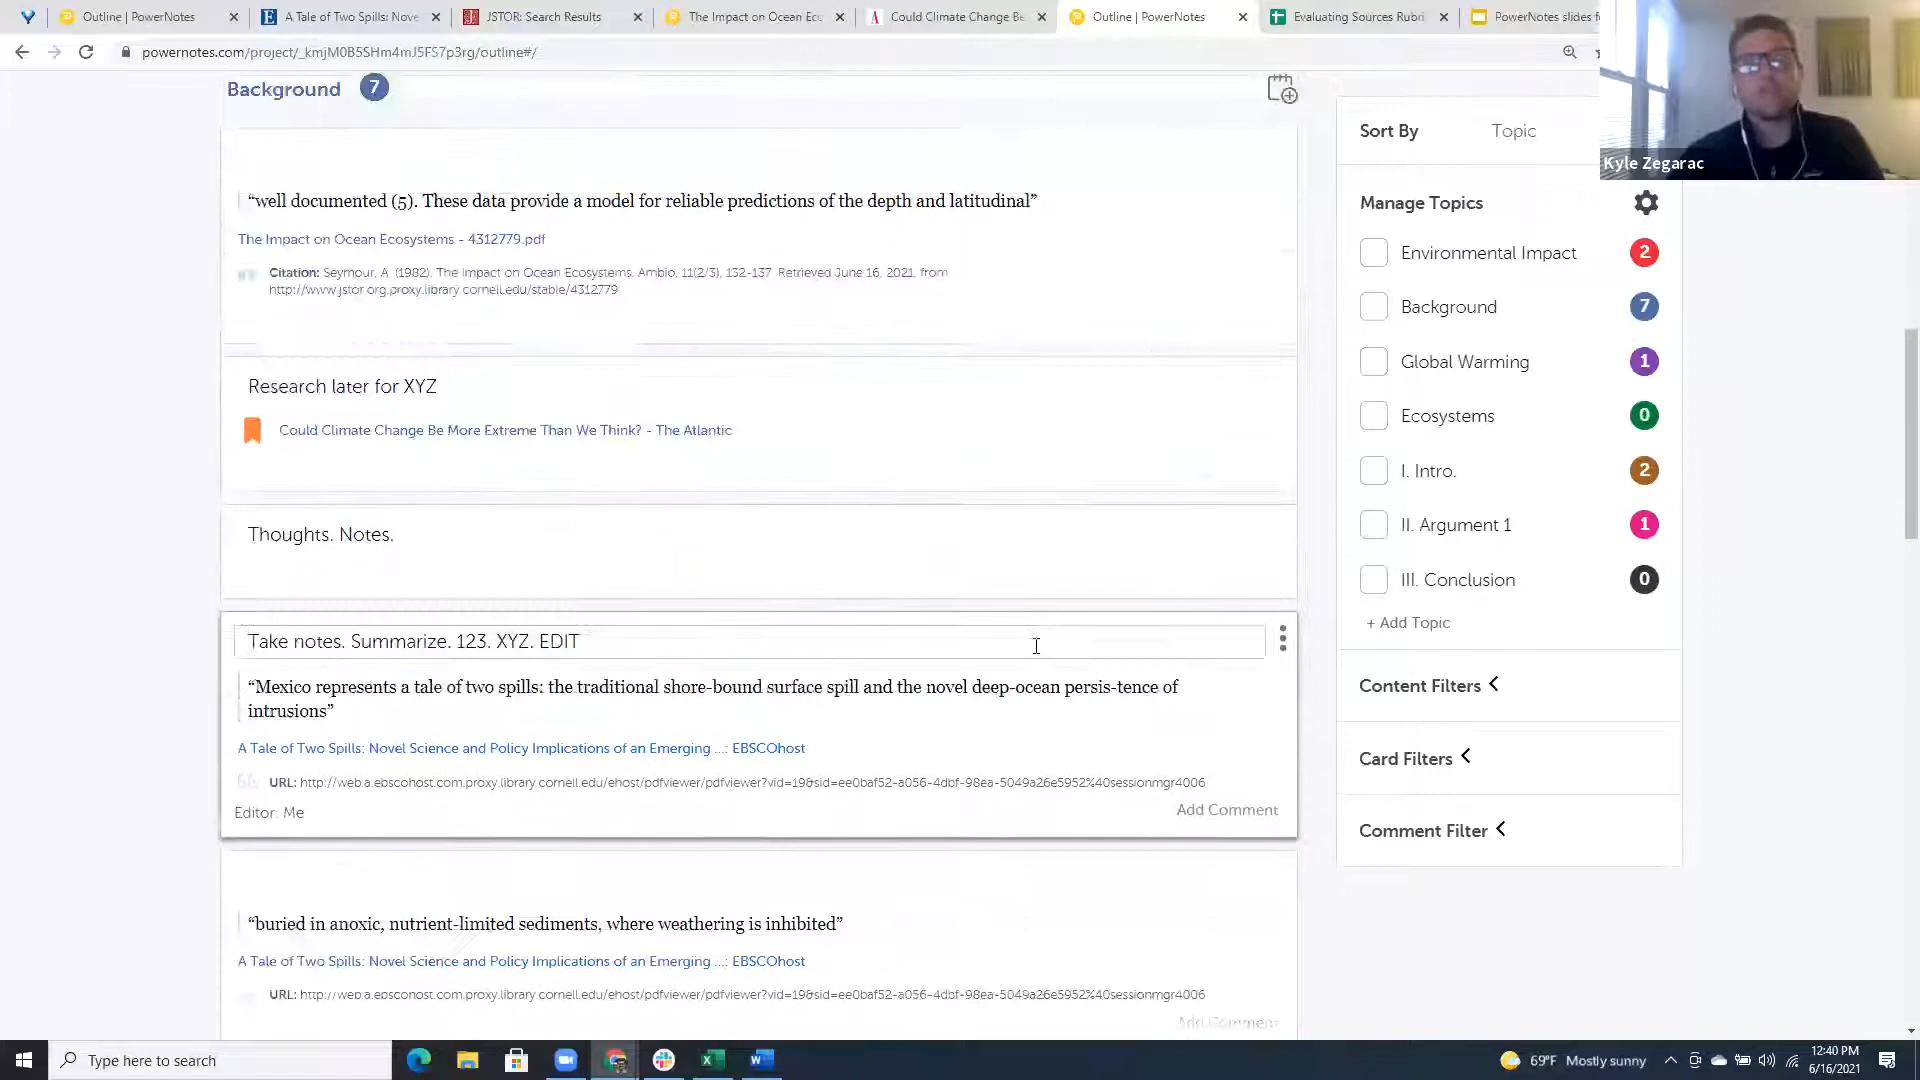 Outline | PowerNotes
A Tale of Two Spills: Nove
JSTOR: Search Results
The Impact on Ocean Ecc
Could Climate Change Be
Outline | PowerNotes
Evaluating Sources Rubri
PowerNotes slides f
powernotes.com/project/_kmjM0B5SHm4mJ5FS7p3rg/outline#/
Kyle Zegarac
Background 7
"well documented (5). These data provide a model for reliable predictions of the depth and latitudinal"
The Impact on Ocean Ecosystems - 4312779.pdf
Citation: Seymour, A. (1982). The Impact on Ocean Ecosystems. Ambio, 11(2/3), 132-137. Retrieved June 16, 2021, from
http://www.jstor.org.proxy.library.cornell.edu/stable/4312779
Research later for XYZ
Could Climate Change Be More Extreme Than We Think? - The Atlantic
Thoughts. Notes.
Take notes. Summarize. 123. XYZ. EDIT
“Mexico represents a tale of two spills: the traditional shore-bound surface spill and the novel deep-ocean persis-tence of
intrusions”
A Tale of Two Spills: Novel Science and Policy Implications of an Emerging ...: EBSCOhost
URL: http://web.a.ebscohost.com.proxy.library.cornell.edu/ehost/pdfviewer/pdfviewer?vid=19&sid=ee0baf52-a056-4dbf-98ea-5049a26e5952%40sessionmgr4006
Editor: Me
Add Comment
“buried in anoxic, nutrient-limited sediments, where weathering is inhibited”
A Tale of Two Spills: Novel Science and Policy Implications of an Emerging ...: EBSCOhost
URL: http://web.a.ebscohost.com.proxy.library.cornell.edu/ehost/pdfviewer/pdfviewer?vid=19&sid=ee0baf52-a056-4dbf-98ea-5049a26e5952%40sessionmgr4006
Add Comment
Sort By Topic
Manage Topics
Environmental Impact 2
Background 7
Global Warming 1
Ecosystems 0
I. Intro. 2
II. Argument 1 1
III. Conclusion 0
+ Add Topic
Content Filters
Card Filters
Comment Filter
Type here to search
69°F Mostly sunny
12:40 PM
6/16/2021